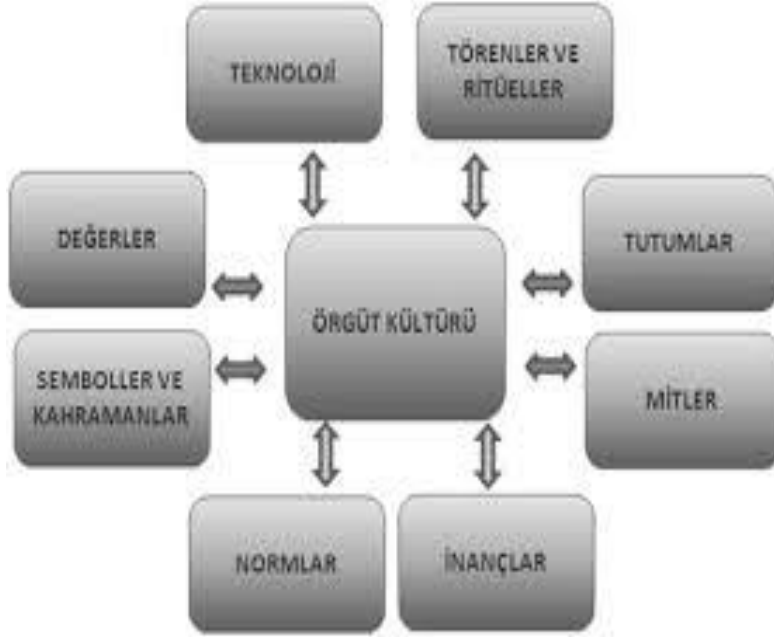 TEKNOLOJİ
TÖRENLER VE
RİTÜELLER
DEĞERLER
TUTUMLAR
ÖRGÜT KÜLTÜRÜ
SEMBOLLER VE
KAHRAMANLAR
MİTLER
NORMLAR
İNANÇLAR